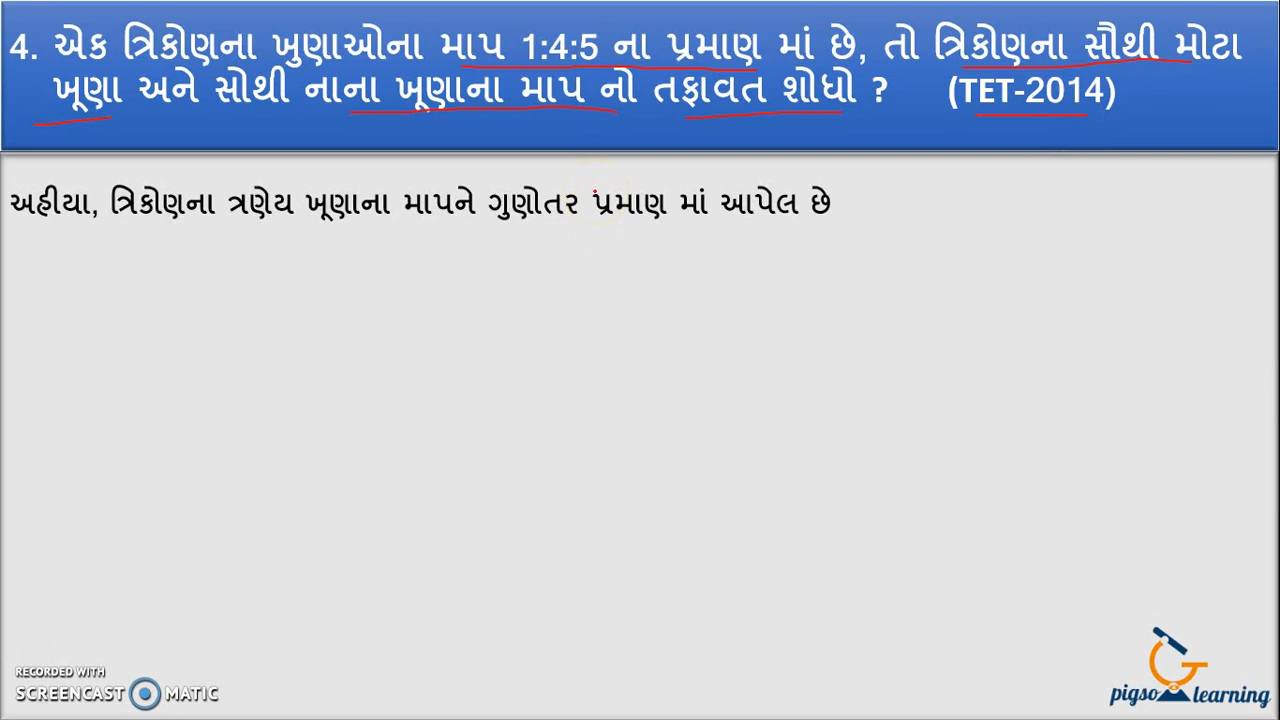 4. એક ત્રિકોણના ખુણાઓના માપ 1:4:5 ના પ્રમાણ માં છે, તો ત્રિકોણના સૌથી મોટા
ખૂણા અને સોથી નાના ખૂણાના માપ નો તફાવત શોધો ? (TET-2014)
અહીયા, ત્રિકોણના ત્રણેય ખૂણાના માપને ગુણોતર પ્રમાણ માં આપેલ છે
RECORDED WITH
SCREENCAST MATIC
pigso learning